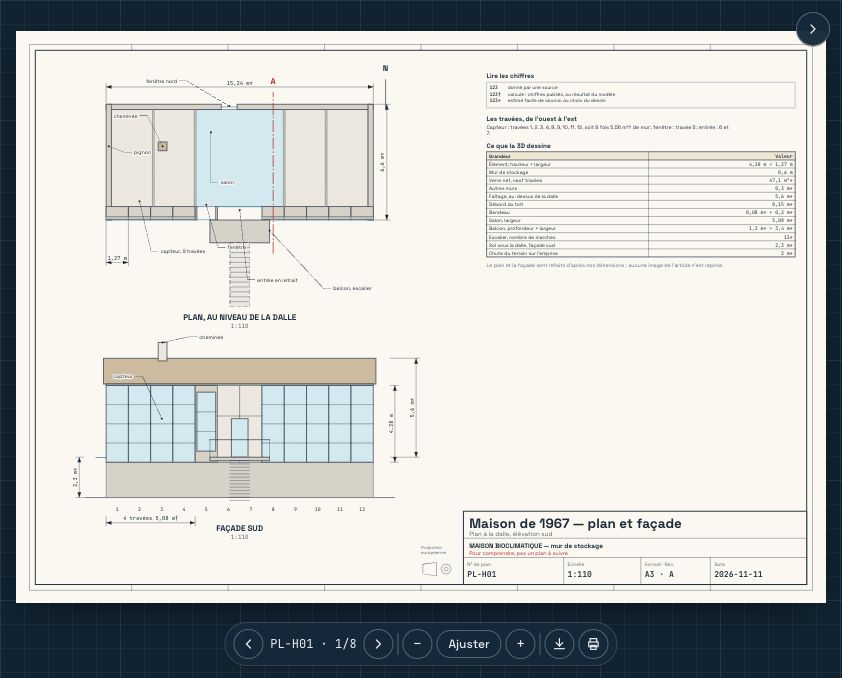 N
fenêtre nord
15,24 m*
A
cheminée
pignon
salon
6,6 m*
capteur, 9 travées
fenêtre
1,27 m
entrée en retrait
balcon, escalier
PLAN, AU NIVEAU DE LA DALLE
1:110
cheminée
capteur
4,38 m
5,6 m*
2,3 m*
1 2 3 4 5 6 7 8 9 10 11 12
4 travées 5,08 m†
FAÇADE SUD
1:110
Projection
européenne
Lire les chiffres
123 donné par une source
123† calculé : chiffres publiés, ou résultat du modèle
123* estimé faute de source, ou choix du dessin
Les travées, de l'ouest à l'est
Capteur : travées 1, 2, 3, 4, 8, 9, 10, 11, 12, soit 9 fois 5,56 m²† de mur ; fenêtre : travée 5 ; entrée : 6 et
7.
Ce que la 3D dessine
Grandeur Valeur
Élément, hauteur × largeur 4,38 m × 1,27 m
Mur de stockage 0,6 m
Verre net, neuf travées 47,1 m²*
Autres murs 0,3 m*
Faîtage, au-dessus de la dalle 5,6 m*
Débord du toit 0,15 m*
Bandeau 0,08 m* × 0,2 m*
Salon, largeur 5,08 m*
Balcon, profondeur × largeur 1,3 m* × 3,4 m*
Escalier, nombre de marches 13*
Sol sous la dalle, façade sud 2,3 m*
Chute du terrain sur l'emprise 2 m*
Le plan et la façade sont refaits d'après nos dimensions : aucune image de l'article n'est reprise.
Maison de 1967 — plan et façade
Plan à la dalle, élévation sud
MAISON BIOCLIMATIQUE — mur de stockage
Pour comprendre, pas un plan à suivre
N° de plan Échelle Format · Rév. Date
PL-H01 1:110 A3 · A 2026-11-11
PL-H01 · 1/8
Ajuster